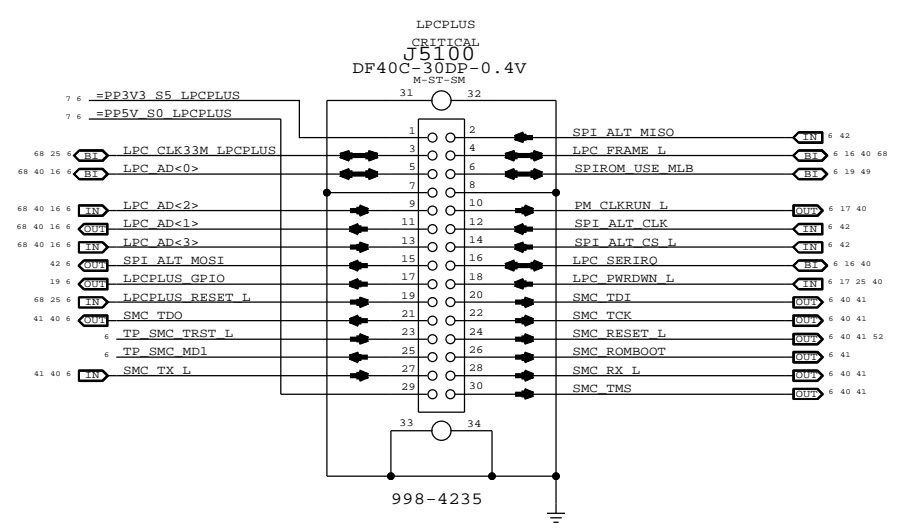 LPCPLUS
CRITICAL
J5100
DF40C-30DP-0.4V
M-ST-SM
31 32
7 6 =PP3V3_S5_LPCPLUS
7 6 =PP5V_S0_LPCPLUS
1 2 SPI_ALT_MISO IN 6 42
68 25 6 BI LPC_CLK33M_LPCPLUS 3 4 LPC_FRAME_L BI 6 16 40 68
68 40 16 6 BI LPC_AD<0> 5 6 SPIROM_USE_MLB BI 6 19 49
7 8
68 40 16 6 IN LPC_AD<2> 9 10 PM_CLKRUN_L OUT 6 17 40
68 40 16 6 OUT LPC_AD<1> 11 12 SPI_ALT_CLK IN 6 42
68 40 16 6 IN LPC_AD<3> 13 14 SPI_ALT_CS_L IN 6 42
42 6 OUT SPI_ALT_MOSI 15 16 LPC_SERIRQ BI 6 16 40
19 6 OUT LPCPLUS_GPIO 17 18 LPC_PWRDWN_L IN 6 17 25 40
68 25 6 IN LPCPLUS_RESET_L 19 20 SMC_TDI OUT 6 40 41
41 40 6 OUT SMC_TDO 21 22 SMC_TCK OUT 6 40 41
6 TP_SMC_TRST_L 23 24 SMC_RESET_L OUT 6 40 41 52
6 TP_SMC_MD1 25 26 SMC_ROMBOOT OUT 6 41
41 40 6 IN SMC_TX_L 27 28 SMC_RX_L OUT 6 40 41
29 30 SMC_TMS OUT 6 40 41
33 34
998-4235